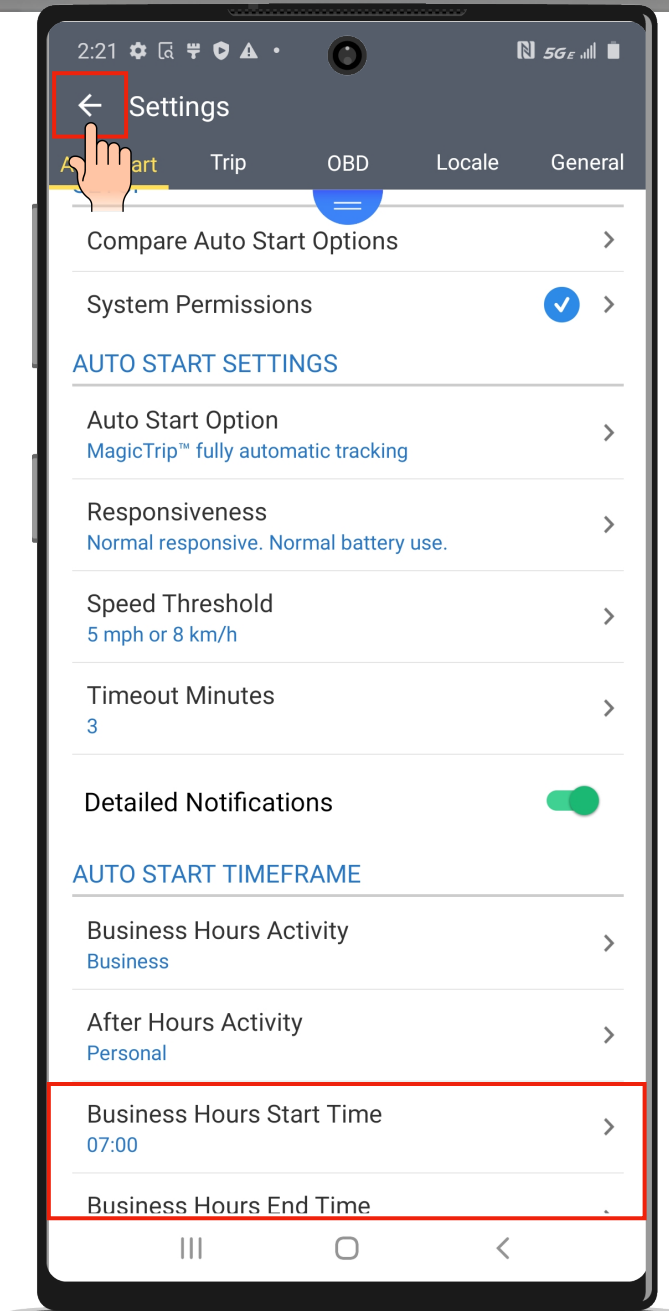 2:21
5G E
Settings
A art Trip OBD Locale General
Compare Auto Start Options
System Permissions
AUTO START SETTINGS
Auto Start Option
MagicTrip™ fully automatic tracking
Responsiveness
Normal responsive. Normal battery use.
Speed Threshold
5 mph or 8 km/h
Timeout Minutes
3
Detailed Notifications
AUTO START TIMEFRAME
Business Hours Activity
Business
After Hours Activity
Personal
Business Hours Start Time
07:00
Business Hours End Time